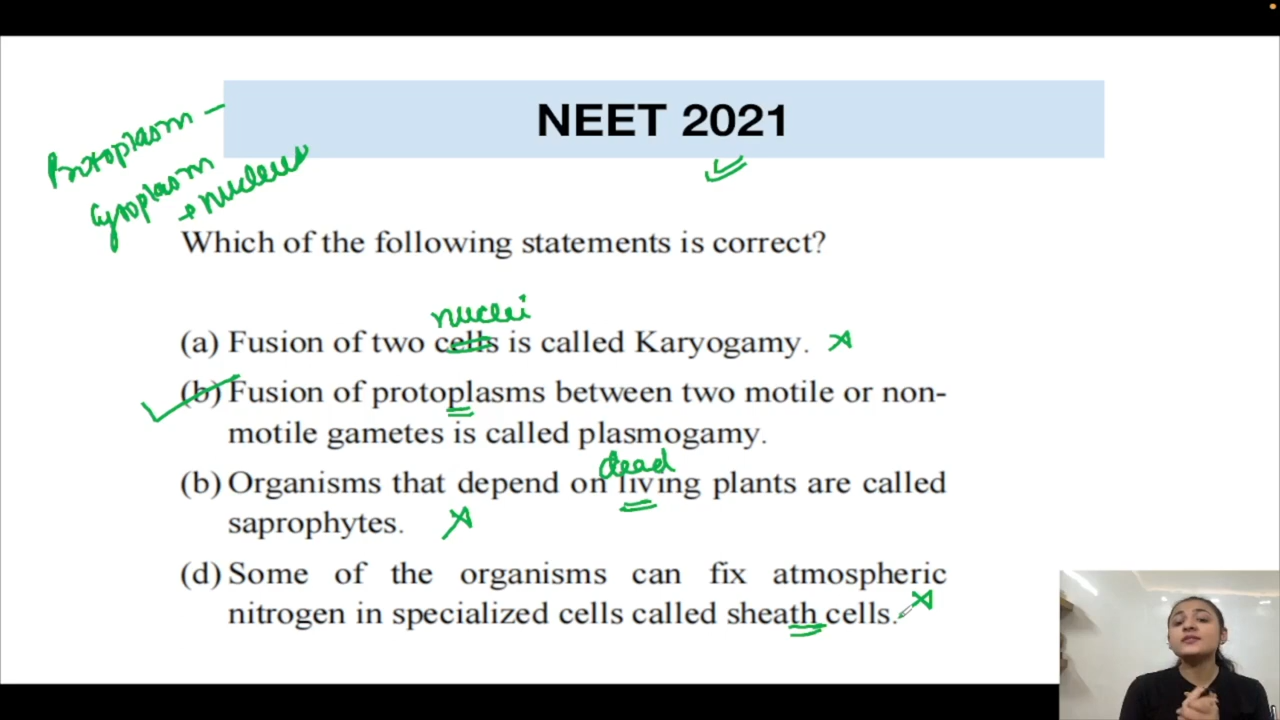 NEET 2021
Protoplasm -
Cytoplasm
+ nucleus
Which of the following statements is correct?
nuclei
(a) Fusion of two cells is called Karyogamy.
(b) Fusion of protoplasms between two motile or non-
motile gametes is called plasmogamy.
dead
(b) Organisms that depend on living plants are called
saprophytes.
(d) Some of the organisms can fix atmospheric
nitrogen in specialized cells called sheath cells.